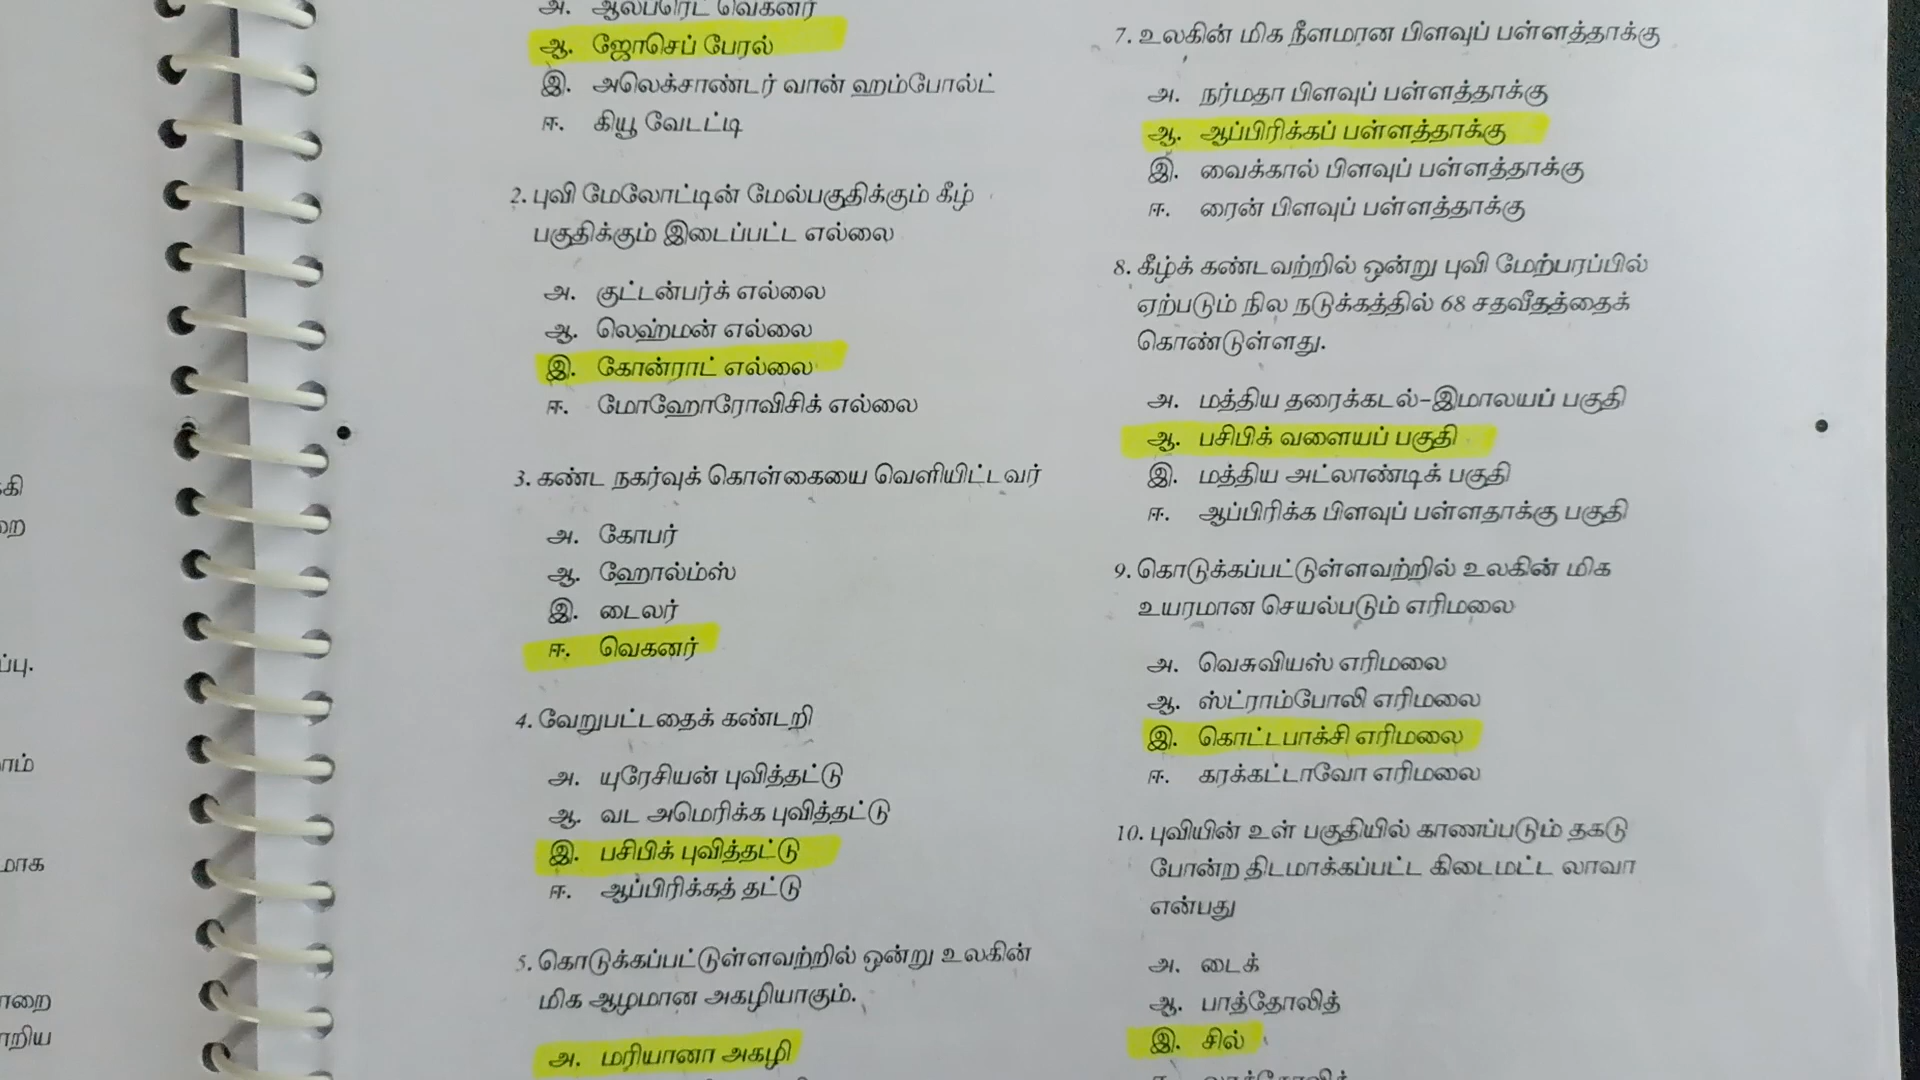 அ. ஆல்ஃபிரெட் வெகனர்
ஆ. ஜோசெப் பேரல்
இ. அலெக்சாண்டர் வான் ஹம்போல்ட்
ஈ. கியூ வேடட்டி
2. புவி மேலோட்டின் மேல்பகுதிக்கும் கீழ்
பகுதிக்கும் இடைப்பட்ட எல்லை
அ. குட்டன்பர்க் எல்லை
ஆ. லெஹ்மன் எல்லை
இ. கோன்ராட் எல்லை
ஈ. மோஹோரோவிசிக் எல்லை
3. கண்ட நகர்வுக் கொள்கையை வெளியிட்டவர்
அ. கோபர்
ஆ. ஹோல்ம்ஸ்
இ. டைலர்
ஈ. வெகனர்
4. வேறுபட்டதைக் கண்டறி
அ. யுரேசியன் புவித்தட்டு
ஆ. வட அமெரிக்க புவித்தட்டு
இ. பசிபிக் புவித்தட்டு
ஈ. ஆப்பிரிக்கத் தட்டு
5. கொடுக்கப்பட்டுள்ளவற்றில் ஒன்று உலகின்
மிக ஆழமான அகழியாகும்.
அ. மரியானா அகழி
7. உலகின் மிக நீளமான பிளவுப் பள்ளத்தாக்கு
அ. நர்மதா பிளவுப் பள்ளத்தாக்கு
ஆ. ஆப்பிரிக்கப் பள்ளத்தாக்கு
இ. வைக்கால் பிளவுப் பள்ளத்தாக்கு
ஈ. ரைன் பிளவுப் பள்ளத்தாக்கு
8. கீழ்க் கண்டவற்றில் ஒன்று புவி மேற்பரப்பில்
ஏற்படும் நில நடுக்கத்தில் 68 சதவீதத்தைக்
கொண்டுள்ளது.
அ. மத்திய தரைக்கடல்–இமாலயப் பகுதி
ஆ. பசிபிக் வளையப் பகுதி
இ. மத்திய அட்லாண்டிக் பகுதி
ஈ. ஆப்பிரிக்க பிளவுப் பள்ளதாக்கு பகுதி
9. கொடுக்கப்பட்டுள்ளவற்றில் உலகின் மிக
உயரமான செயல்படும் எரிமலை
அ. வெசுவியஸ் எரிமலை
ஆ. ஸ்ட்ராம்போலி எரிமலை
இ. கொட்டபாக்சி எரிமலை
ஈ. கரக்கட்டாவோ எரிமலை
10. புவியின் உள் பகுதியில் காணப்படும் தகடு
போன்ற திடமாக்கப்பட்ட கிடைமட்ட லாவா
என்பது
அ. டைக்
ஆ. பாத்தோலித்
இ. சில்